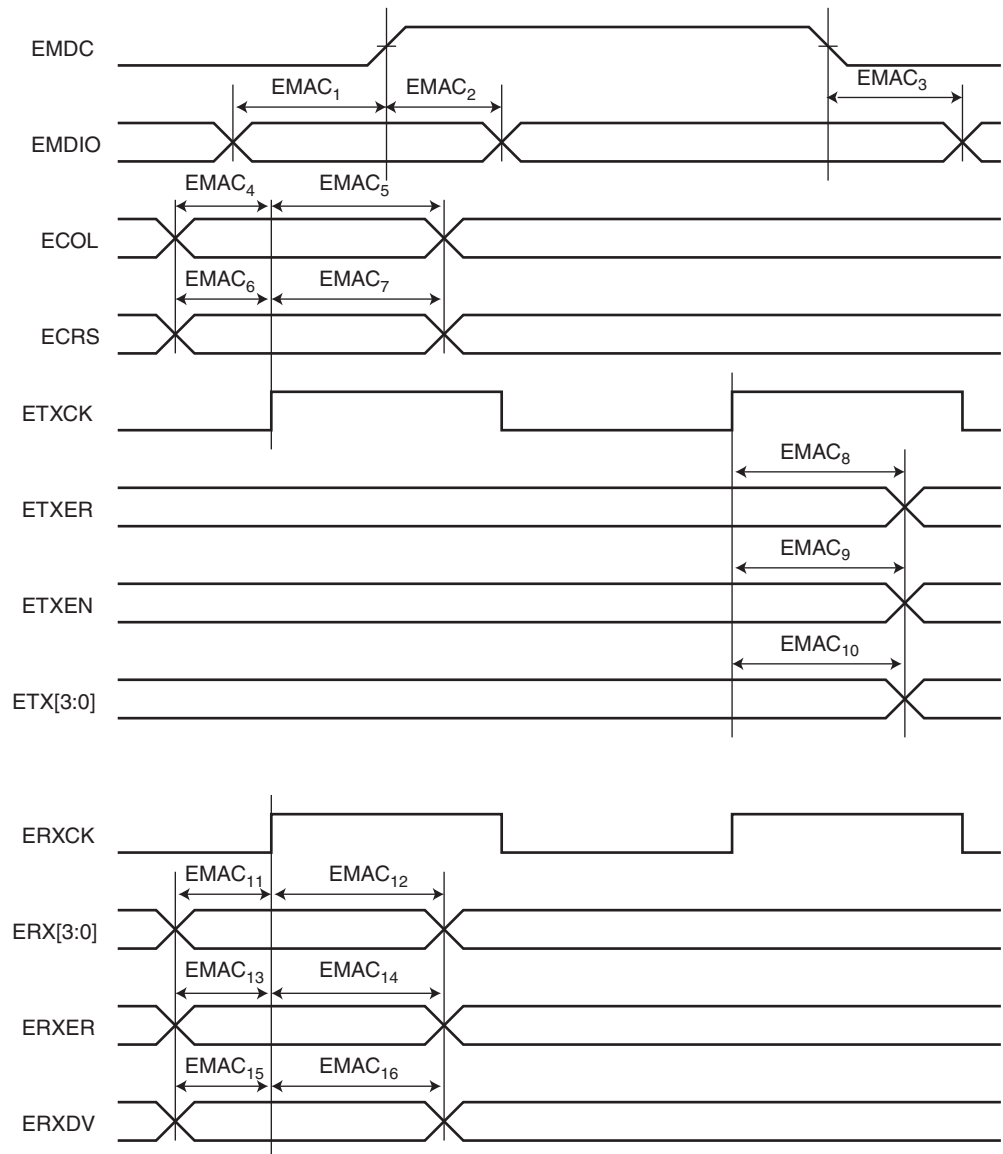 EMDC
EMAC₁ EMAC₂ EMAC₃
EMDIO
EMAC₄ EMAC₅
ECOL
EMAC₆ EMAC₇
ECRS
ETXCK
EMAC₈
ETXER
EMAC₉
ETXEN
EMAC₁₀
ETX[3:0]
ERXCK
EMAC₁₁ EMAC₁₂
ERX[3:0]
EMAC₁₃ EMAC₁₄
ERXER
EMAC₁₅ EMAC₁₆
ERXDV